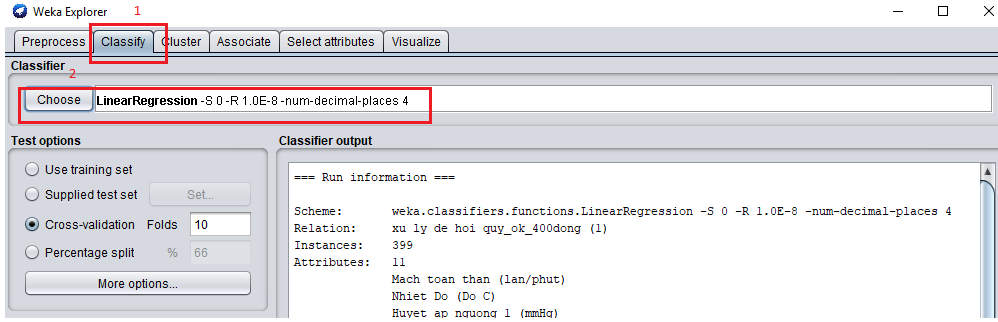 Weka Explorer
1
Preprocess Classify Cluster Associate Select attributes Visualize
Classifier
2
Choose LinearRegression -S 0 -R 1.0E-8 -num-decimal-places 4
Test options
Use training set
Supplied test set Set...
Cross-validation Folds 10
Percentage split % 66
More options...
Classifier output
=== Run information ===
Scheme: weka.classifiers.functions.LinearRegression -S 0 -R 1.0E-8 -num-decimal-places 4
Relation: xu ly de hoi quy_ok_400dong (1)
Instances: 399
Attributes: 11
Mach toan than (lan/phut)
Nhiet Do (Do C)
Huyet ap nguong 1 (mmHg)